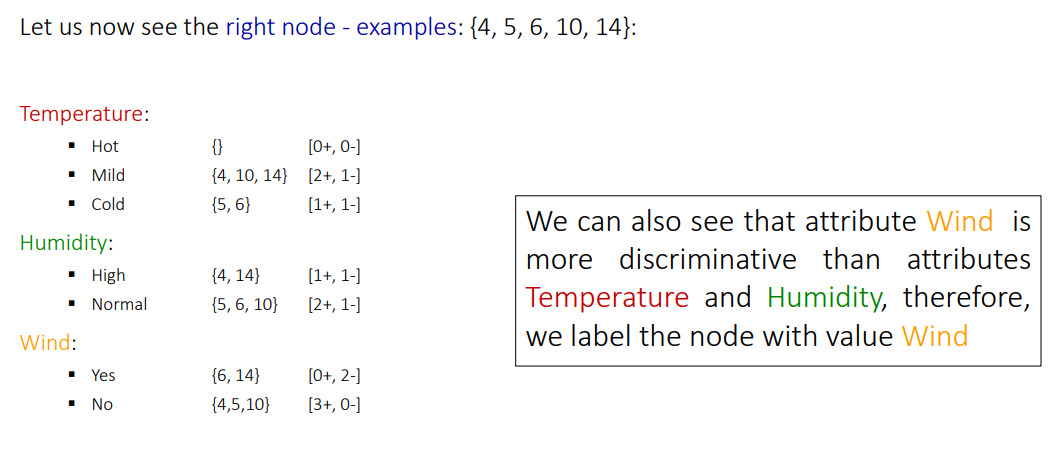 Let us now see the right node - examples: {4, 5, 6, 10, 14}:
Temperature:
▪ Hot {} [0+, 0-]
▪ Mild {4, 10, 14} [2+, 1-]
▪ Cold {5, 6} [1+, 1-]
Humidity:
▪ High {4, 14} [1+, 1-]
▪ Normal {5, 6, 10} [2+, 1-]
Wind:
▪ Yes {6, 14} [0+, 2-]
▪ No {4,5,10} [3+, 0-]
We can also see that attribute Wind is
more discriminative than attributes
Temperature and Humidity, therefore,
we label the node with value Wind